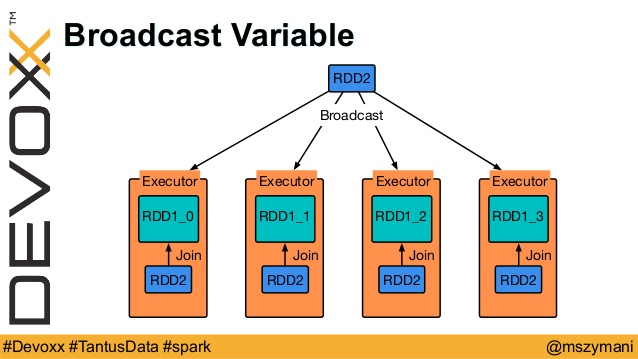 DEVOXX™
Broadcast Variable
RDD2
Broadcast
Executor Executor Executor Executor
RDD1_0 RDD1_1 RDD1_2 RDD1_3
Join Join Join Join
RDD2 RDD2 RDD2 RDD2
#Devoxx #TantusData #spark @mszymani